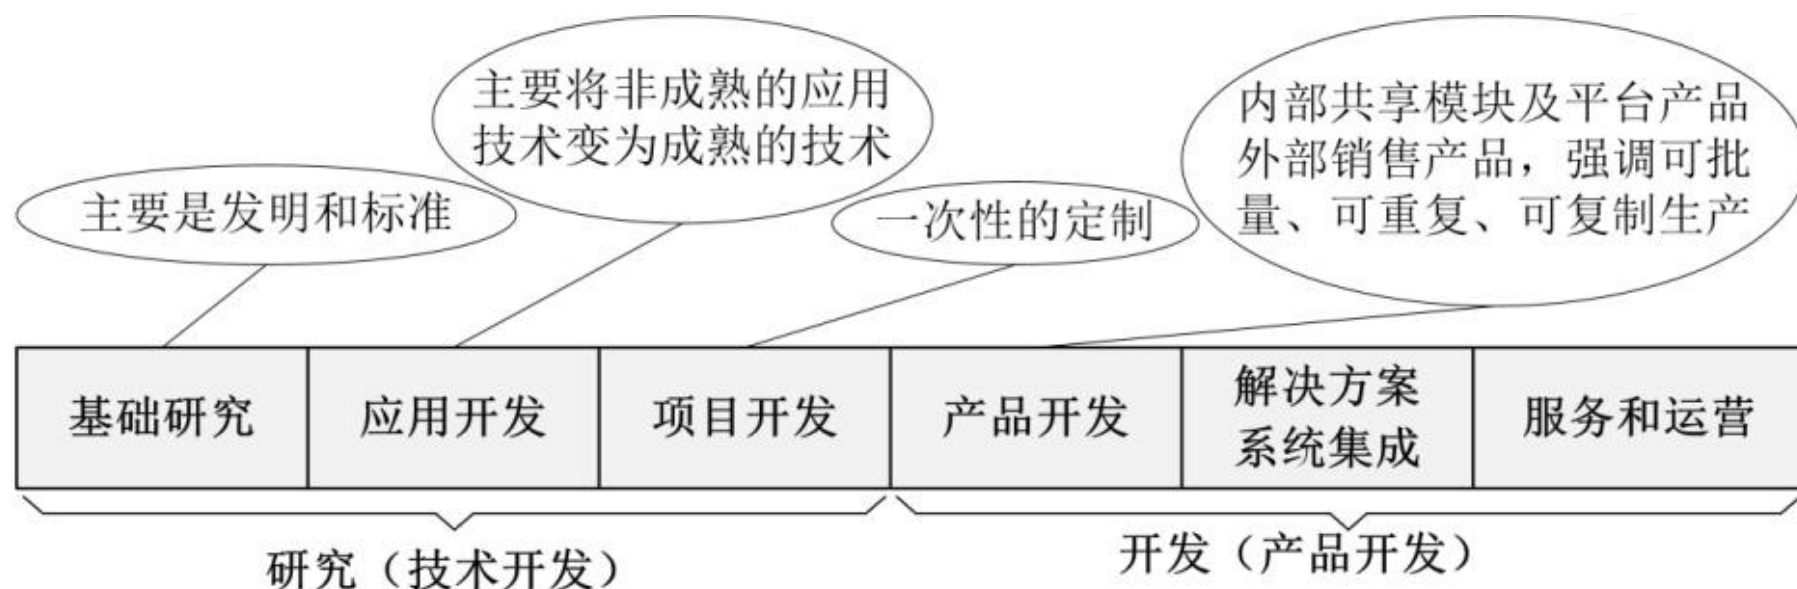 主要将非成熟的应用
技术变为成熟的技术
内部共享模块及平台产品
外部销售产品，强调可批
量、可重复、可复制生产
主要是发明和标准
一次性的定制
基础研究
应用开发
项目开发
产品开发
解决方案
系统集成
服务和运营
研究（技术开发）
开发（产品开发）